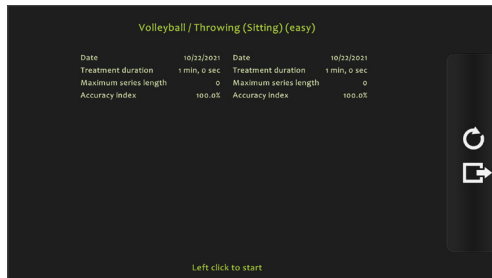 Volleyball / Throwing (Sitting) (easy)
Date 10/22/2021 Date 10/22/2021
Treatment duration 1 min, 0 sec Treatment duration 1 min, 0 sec
Maximum series length 0 Maximum series length 0
Accuracy index 100.0% Accuracy index 100.0%
Left click to start